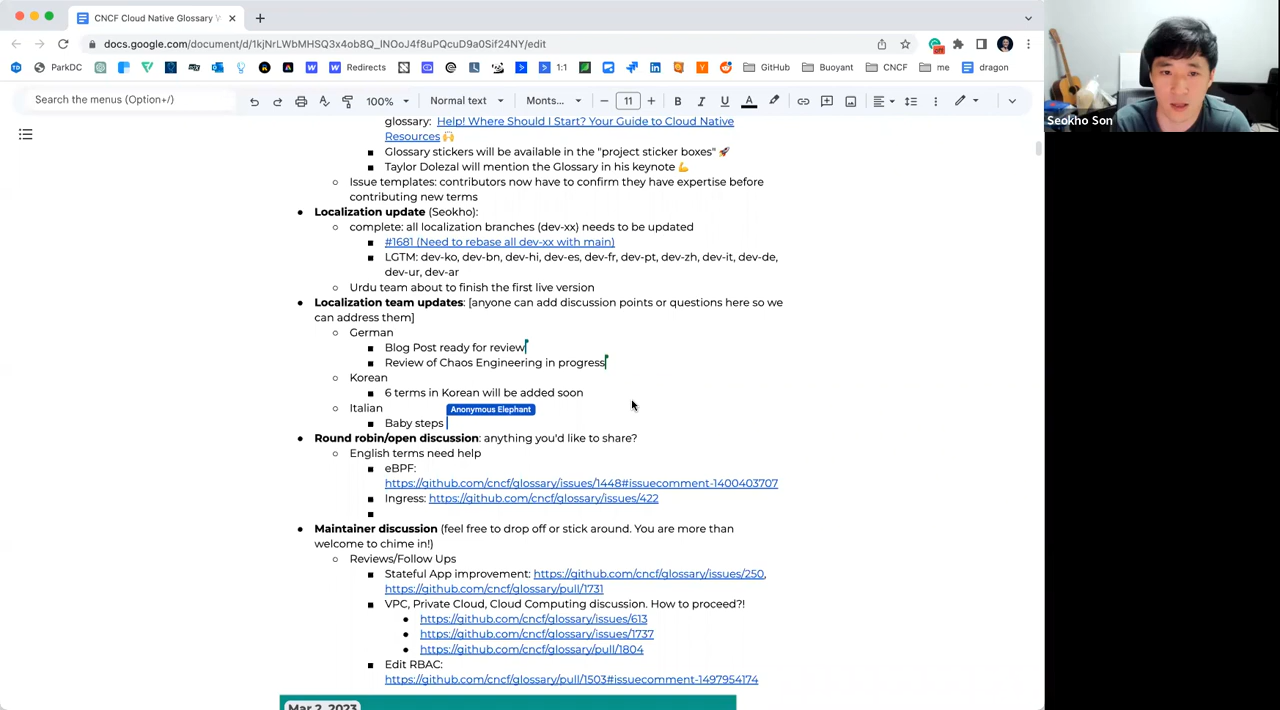 CNCF Cloud Native Glossary
docs.google.com/document/d/1kjNrLWbMHSQ3x4ob8Q_INOoJ4f8uPQcuD9a0Sif24NY/edit
ParkDC
Redirects
1:1
GitHub
Buoyant
CNCF
me
dragon
Search the menus (Option+/)
100%
Normal text
Monts...
11
glossary: Help! Where Should I Start? Your Guide to Cloud Native
Resources 🙌
Glossary stickers will be available in the "project sticker boxes" 🚀
Taylor Dolezal will mention the Glossary in his keynote 💪
Issue templates: contributors now have to confirm they have expertise before
contributing new terms
Localization update (Seokho):
complete: all localization branches (dev-xx) needs to be updated
#1681 (Need to rebase all dev-xx with main)
LGTM: dev-ko, dev-bn, dev-hi, dev-es, dev-fr, dev-pt, dev-zh, dev-it, dev-de,
dev-ur, dev-ar
Urdu team about to finish the first live version
Localization team updates: [anyone can add discussion points or questions here so we
can address them]
German
Blog Post ready for review
Review of Chaos Engineering in progress
Korean
6 terms in Korean will be added soon
Italian
Anonymous Elephant
Baby steps
Round robin/open discussion: anything you'd like to share?
English terms need help
eBPF:
https://github.com/cncf/glossary/issues/1448#issuecomment-1400403707
Ingress: https://github.com/cncf/glossary/issues/422
Maintainer discussion (feel free to drop off or stick around. You are more than
welcome to chime in!)
Reviews/Follow Ups
Stateful App improvement: https://github.com/cncf/glossary/issues/250,
https://github.com/cncf/glossary/pull/1731
VPC, Private Cloud, Cloud Computing discussion. How to proceed?!
https://github.com/cncf/glossary/issues/613
https://github.com/cncf/glossary/issues/1737
https://github.com/cncf/glossary/pull/1804
Edit RBAC:
https://github.com/cncf/glossary/pull/1503#issuecomment-1497954174
Mar 2, 2023
Seokho Son